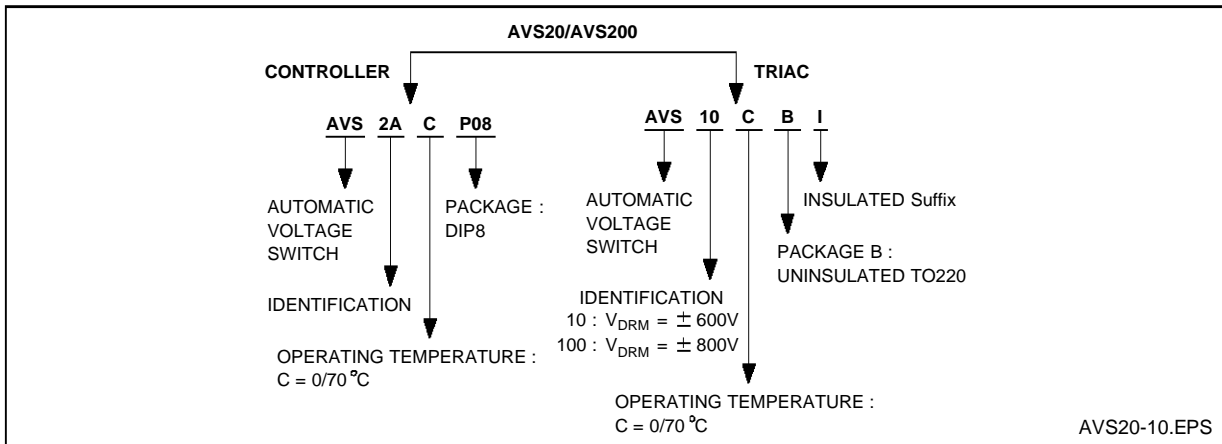 AVS20/AVS200
CONTROLLER
TRIAC
AVS 2A C P08
AVS 10 C B I
AUTOMATIC
VOLTAGE
SWITCH
PACKAGE :
DIP8
IDENTIFICATION
OPERATING TEMPERATURE :
C = 0/70 °C
AUTOMATIC
VOLTAGE
SWITCH
INSULATED Suffix
PACKAGE B :
UNINSULATED TO220
IDENTIFICATION
10 : VDRM = ± 600V
100 : VDRM = ± 800V
OPERATING TEMPERATURE :
C = 0/70 °C
AVS20-10.EPS